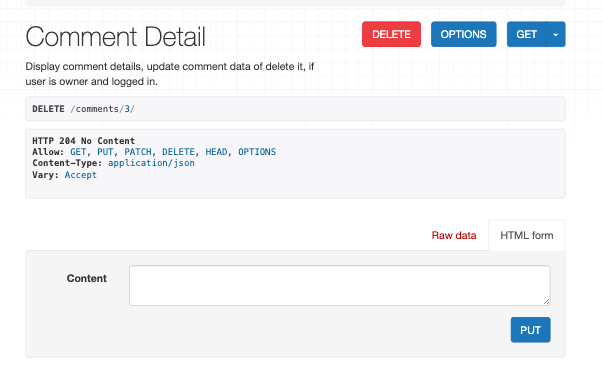 Comment Detail
DELETE
OPTIONS
GET
Display comment details, update comment data of delete it, if
user is owner and logged in.
DELETE /comments/3/
HTTP 204 No Content
Allow: GET, PUT, PATCH, DELETE, HEAD, OPTIONS
Content-Type: application/json
Vary: Accept
Raw data
HTML form
Content
PUT